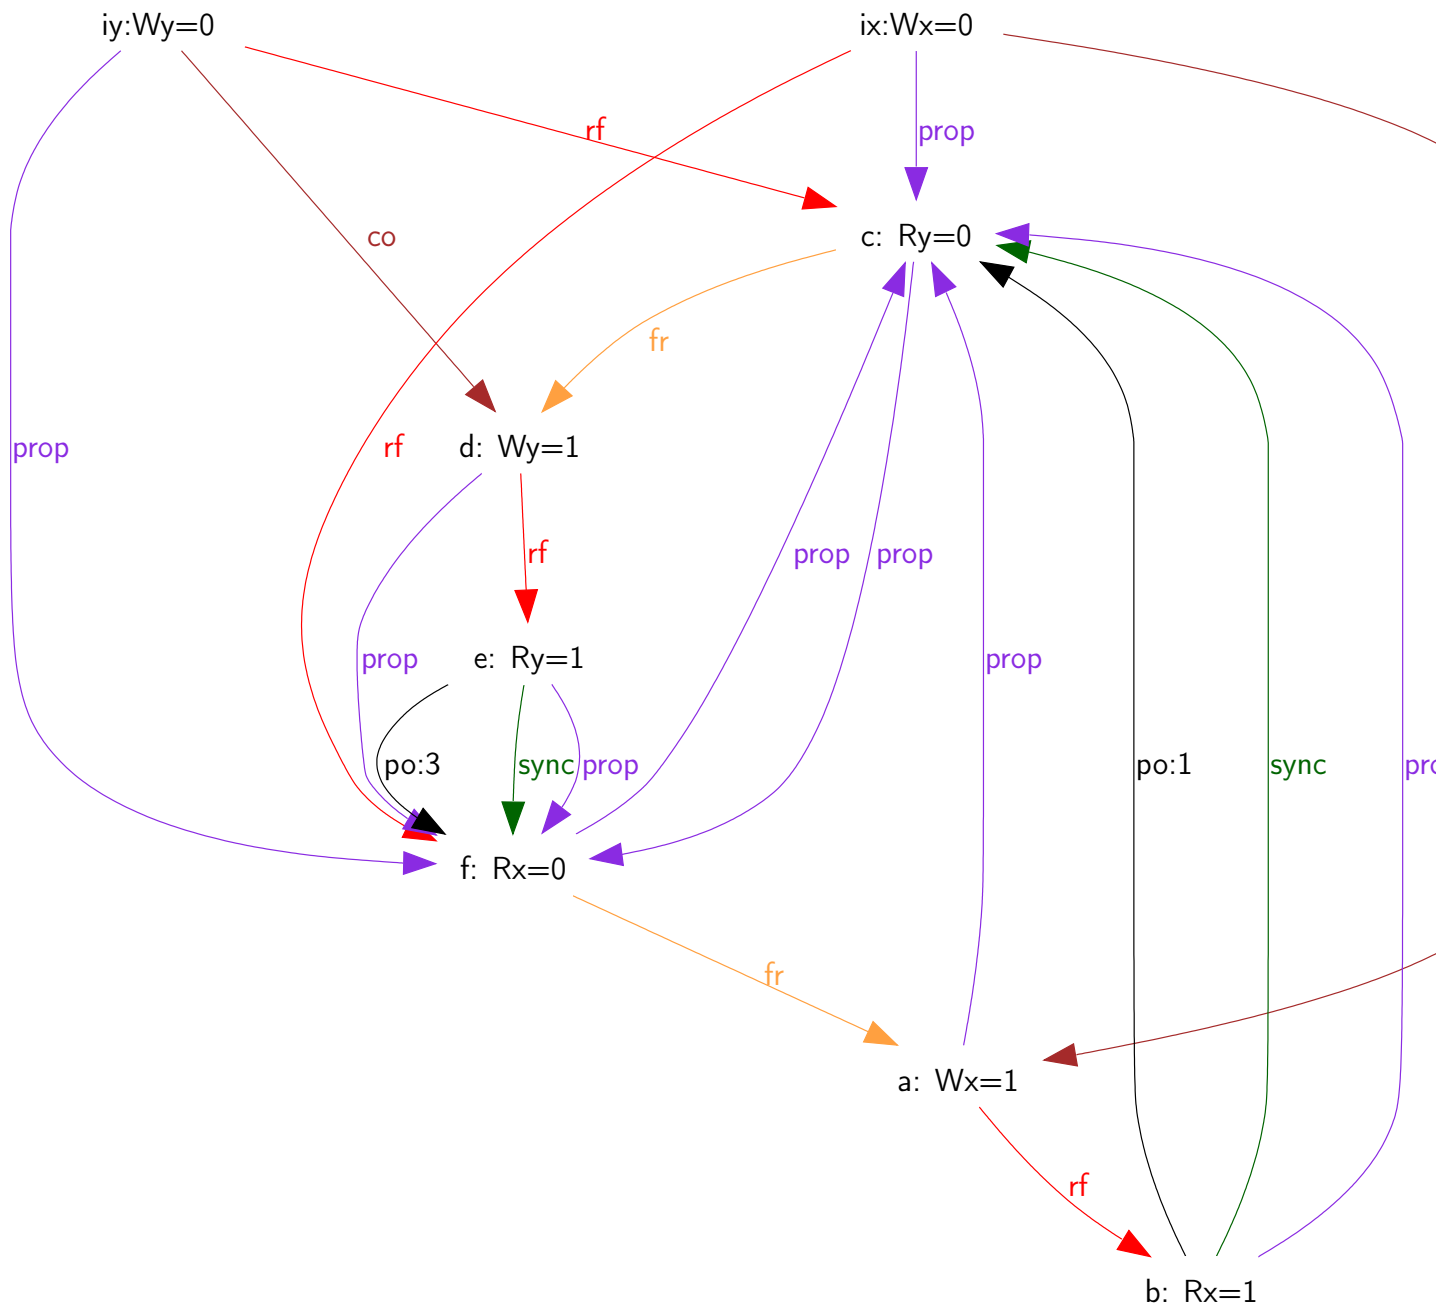 iy:Wy=0
ix:Wx=0
rf
prop
c: Ry=0
co
fr
prop
rf
d: Wy=1
rf
prop
prop
prop
e: Ry=1
prop
po:3
sync
prop
po:1
sync
f: Rx=0
fr
a: Wx=1
rf
b: Rx=1